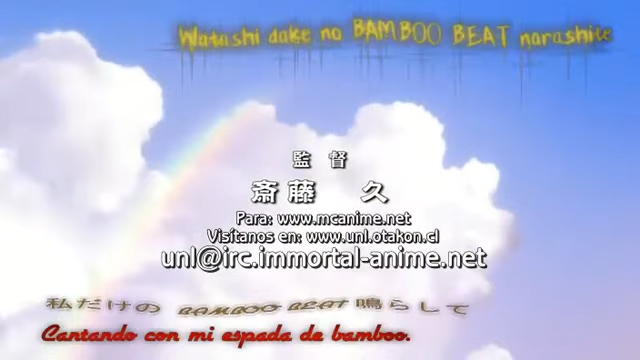 Watashi dake no BAMBOO BEAT narashite
監督
斎藤 久
Para: www.mcanime.net
Visítanos en: www.unl.otakon.cl
unl@irc.immortal-anime.net
私だけの BAMBOO BEAT 鳴らして
Cantando con mi espada de bamboo.